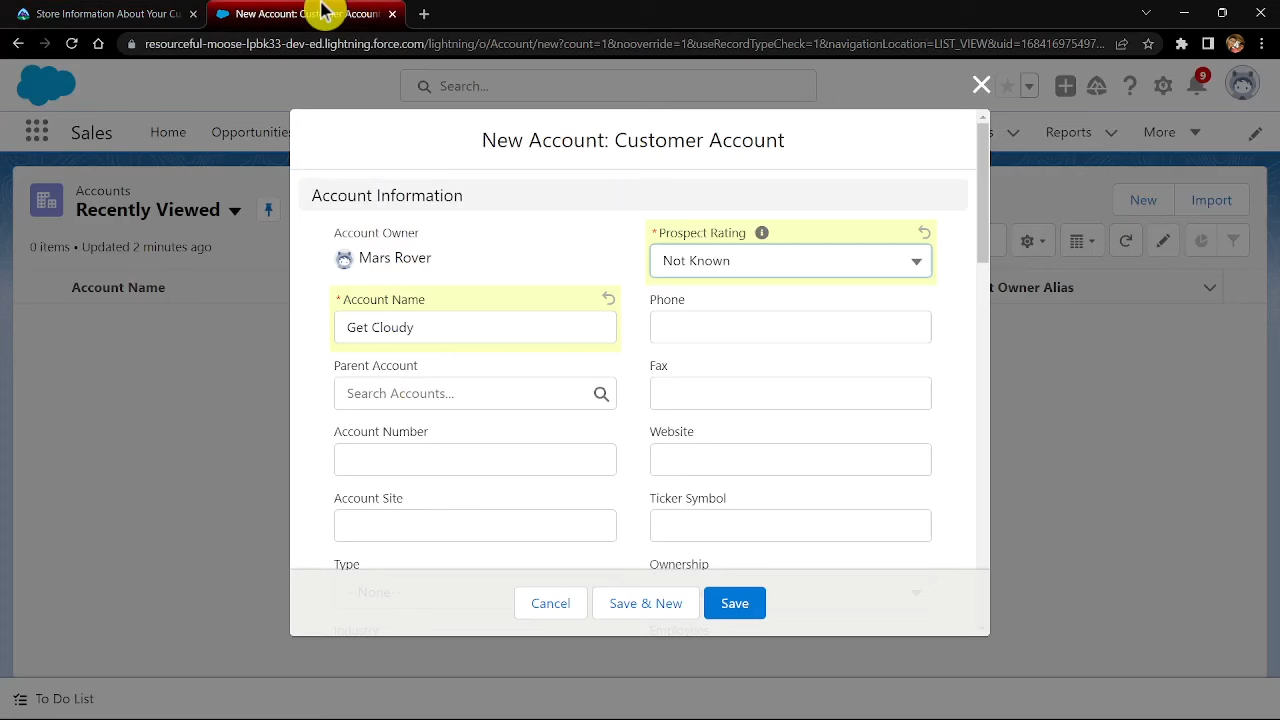 Store Information About Your Cu
New Account: Customer Account
resourceful-moose-lpbk33-dev-ed.lightning.force.com/lightning/o/Account/new?count=1&nooverride=1&useRecordTypeCheck=1&navigationLocation=LIST_VIEW&uid=168416975497...
Search...
9
Sales
Home
Opportunities
Reports
More
New Account: Customer Account
Accounts
Recently Viewed
New
Import
0 items • Updated 2 minutes ago
Account Name
t Owner Alias
Account Information
Account Owner
Mars Rover
*Prospect Rating
Not Known
*Account Name
Get Cloudy
Phone
Parent Account
Search Accounts...
Fax
Account Number
Website
Account Site
Ticker Symbol
Type
--None--
Ownership
Industry
Employees
Cancel
Save & New
Save
To Do List